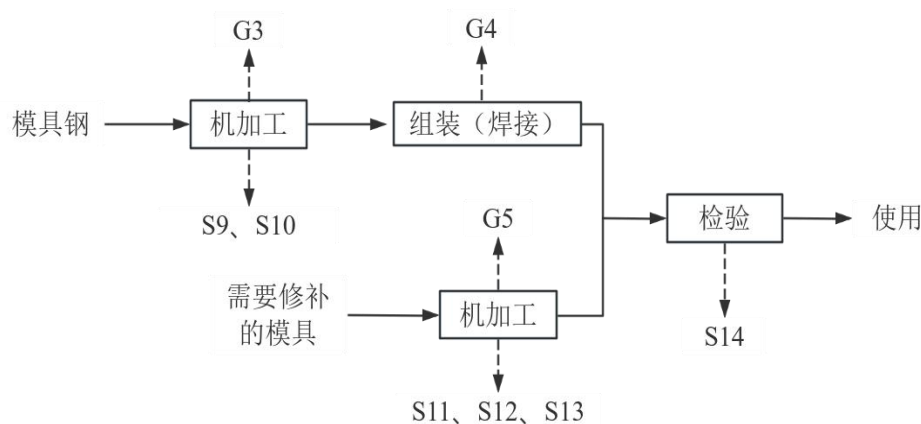 G3
G4
模具钢
机加工
组装（焊接）
S9、S10
G5
检验
使用
需要修补
的模具
机加工
S14
S11、S12、S13